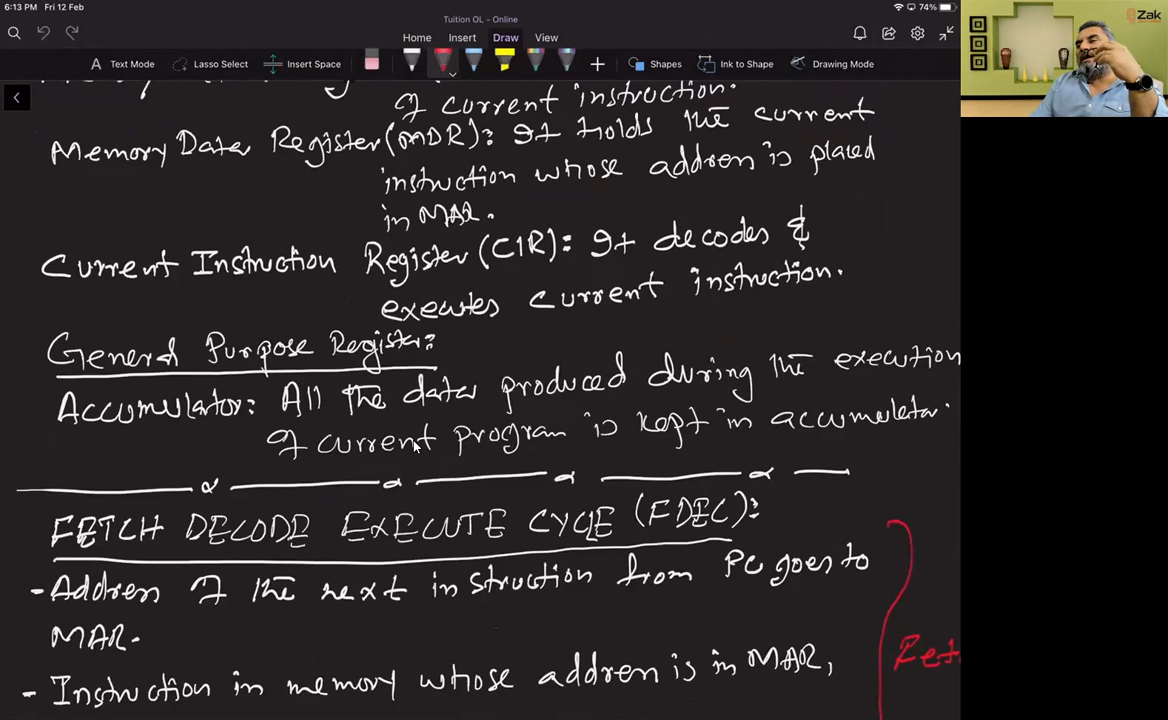 6:13 PM Fri 12 Feb
74%
Tuition OL - Online
Home Insert Draw View
Text Mode Lasso Select Insert Space Shapes Ink to Shape Drawing Mode
Zak
of current instruction.
Memory Data Register (MDR): It holds the current
instruction whose address is placed
in MAR.
Current Instruction Register (CIR): It decodes &
executes current instruction.
General Purpose Register:
Accumulator: All the data produced during the execution
of current program is kept in accumulator.
FETCH DECODE EXECUTE CYCLE (FDEC):
- Address of the next instruction from PC goes to
MAR.
- Instruction in memory whose address is in MAR,
Fet